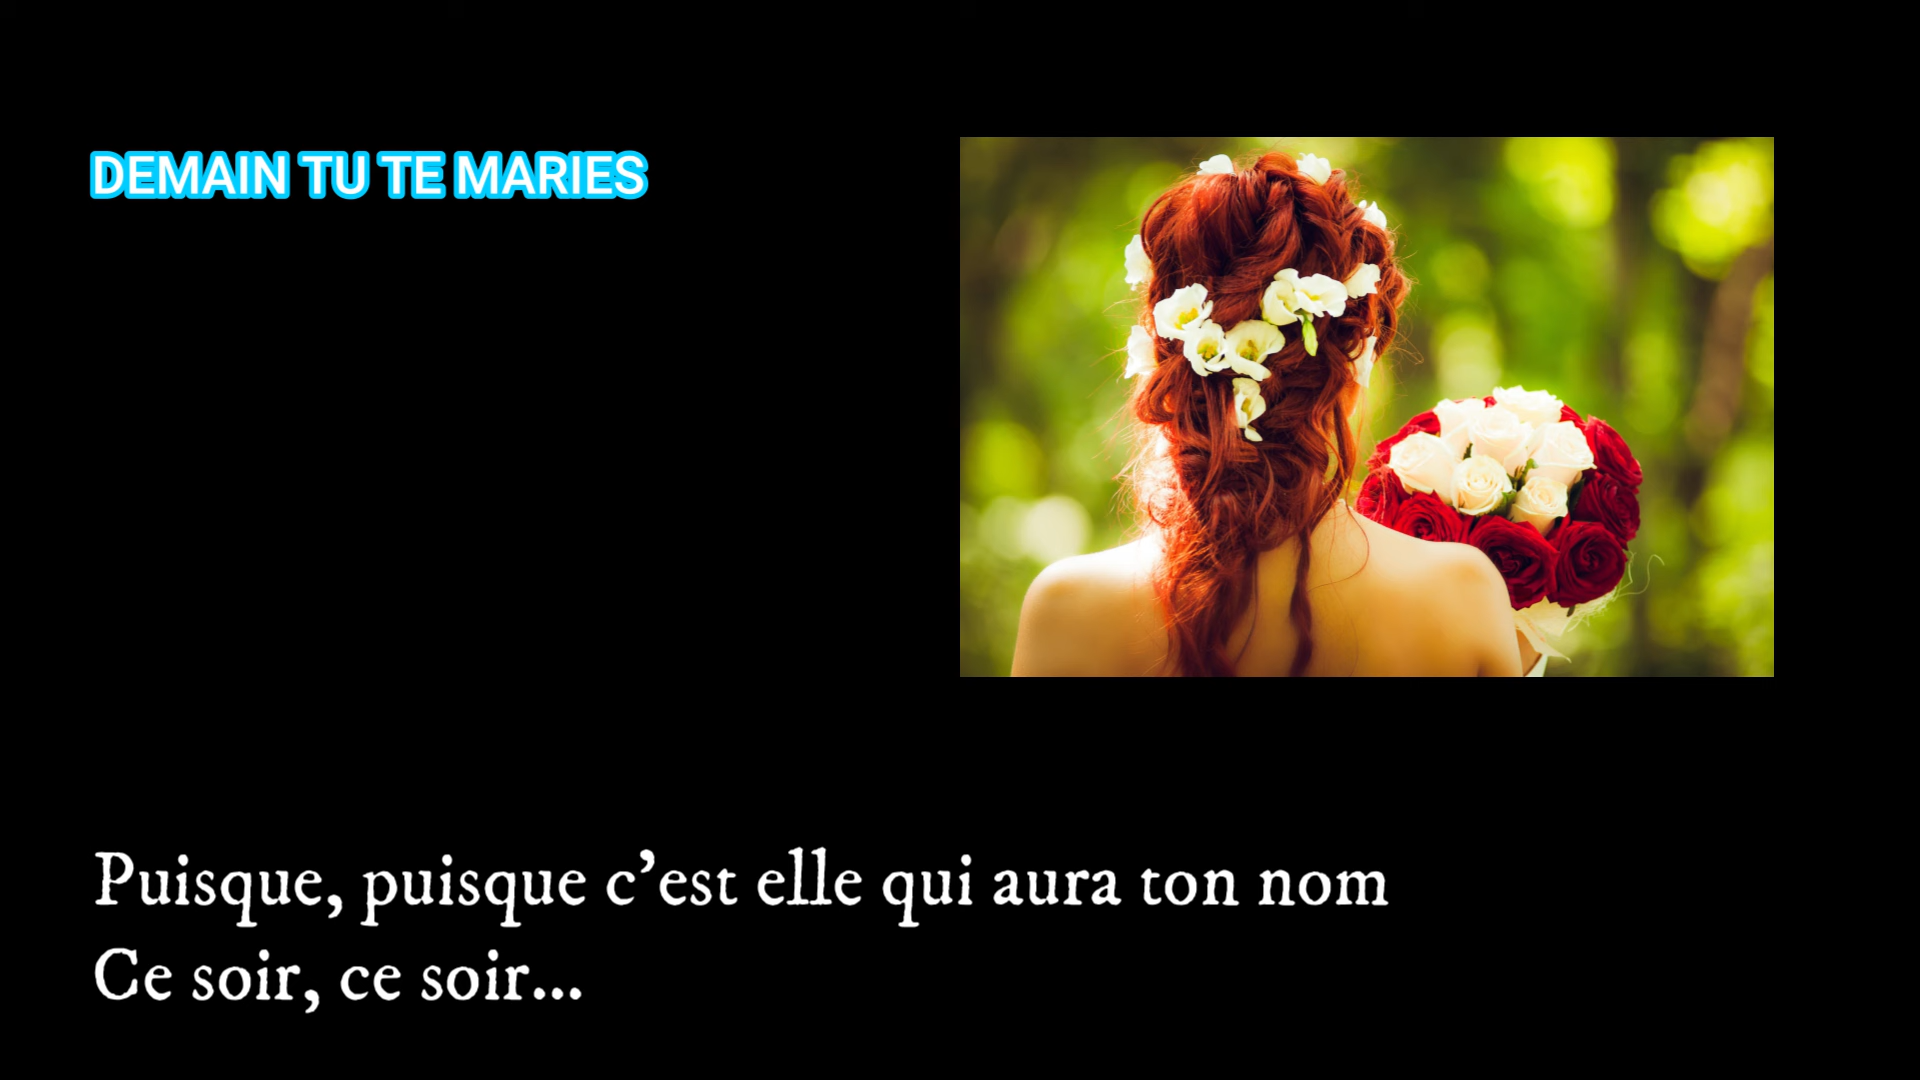 DEMAIN TU TE MARIES
Puisque, puisque c'est elle qui aura ton nom
Ce soir, ce soir...